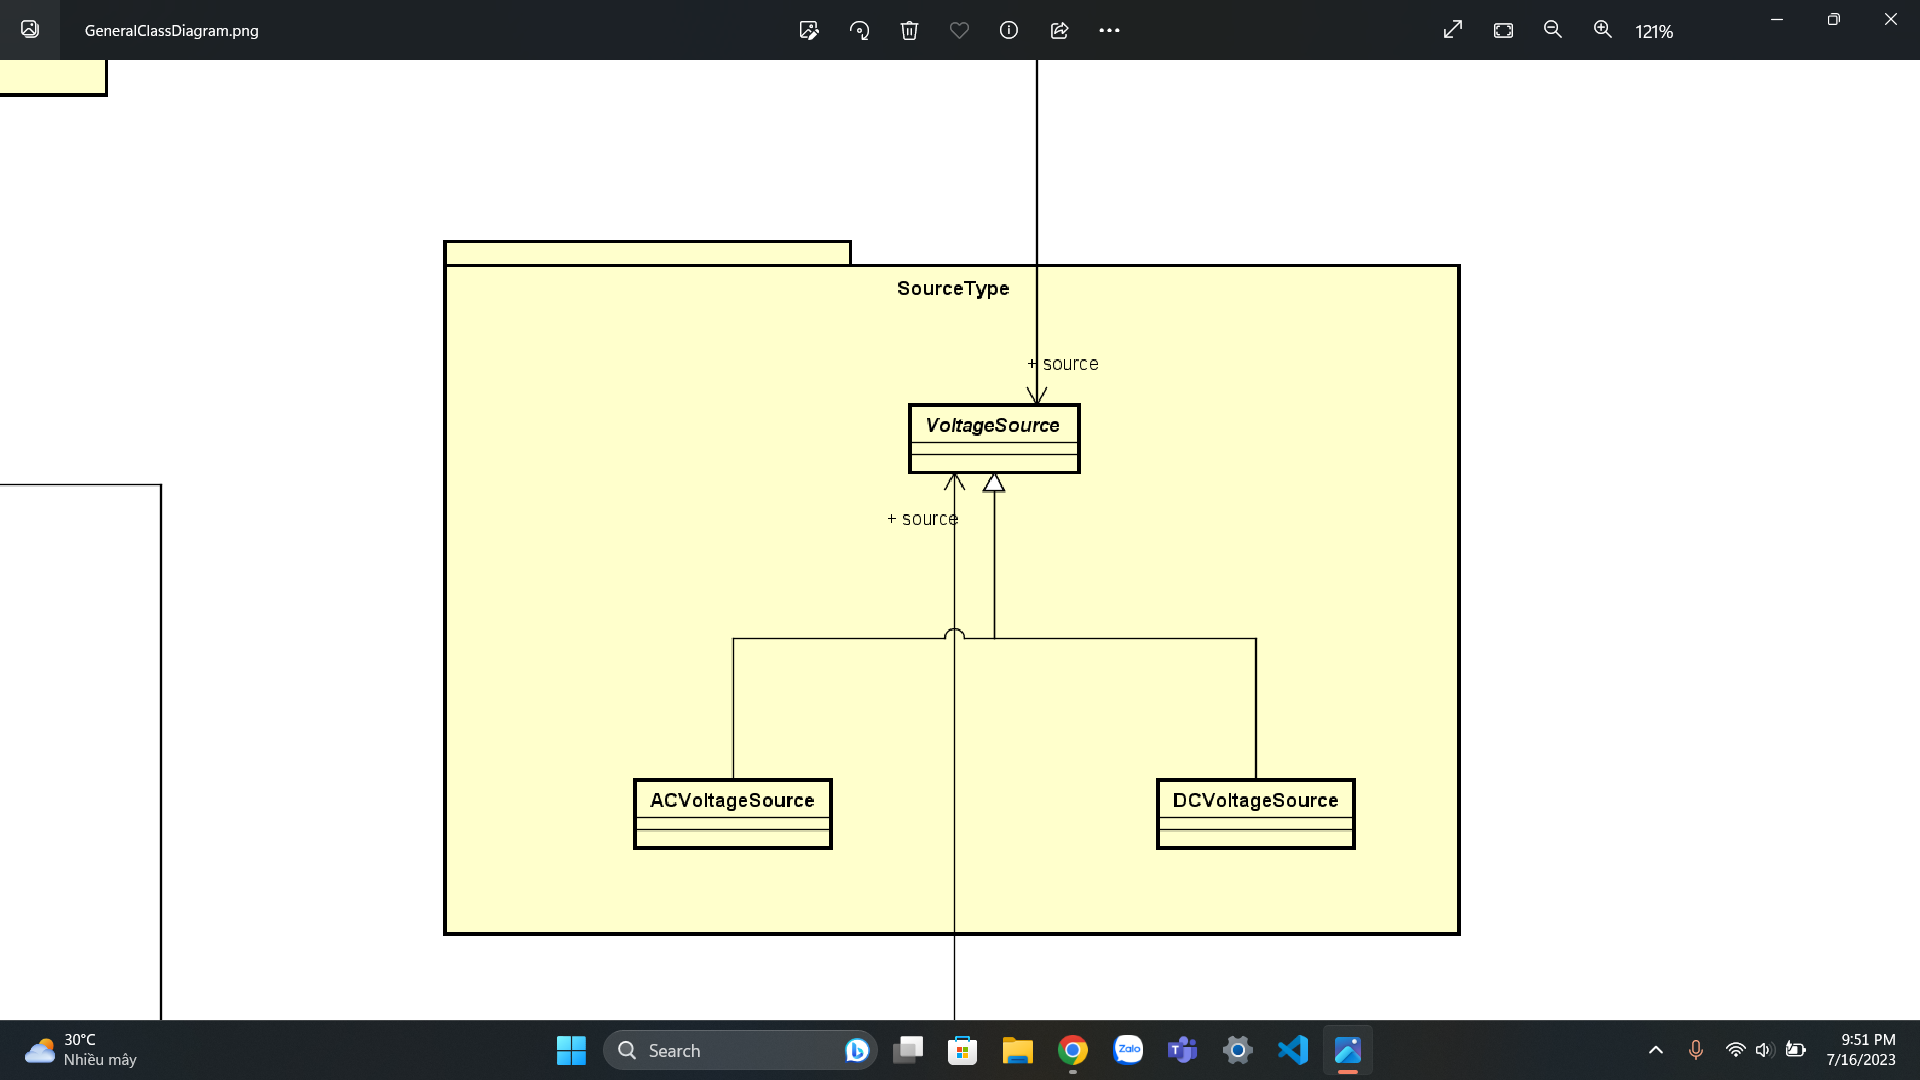 GeneralClassDiagram.png
121%
SourceType
+ source
VoltageSource
+ source
ACVoltageSource
DCVoltageSource
30°C
Nhiều mây
Search
Zalo
9:51 PM
7/16/2023